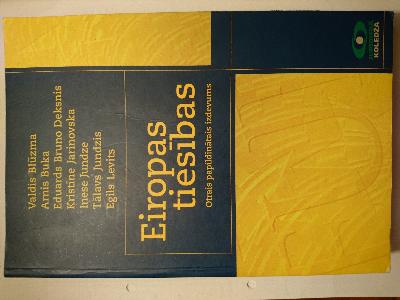 Valdis Blūzma
Arnis Buka
Eduards Bruno Deksnis
Kristīne Jarinovska
Inese Jundze
Tālavs Jundzis
Egils Levits
Eiropas
tiesības
Otrais papildinātais izdevums
KOLEDŽA